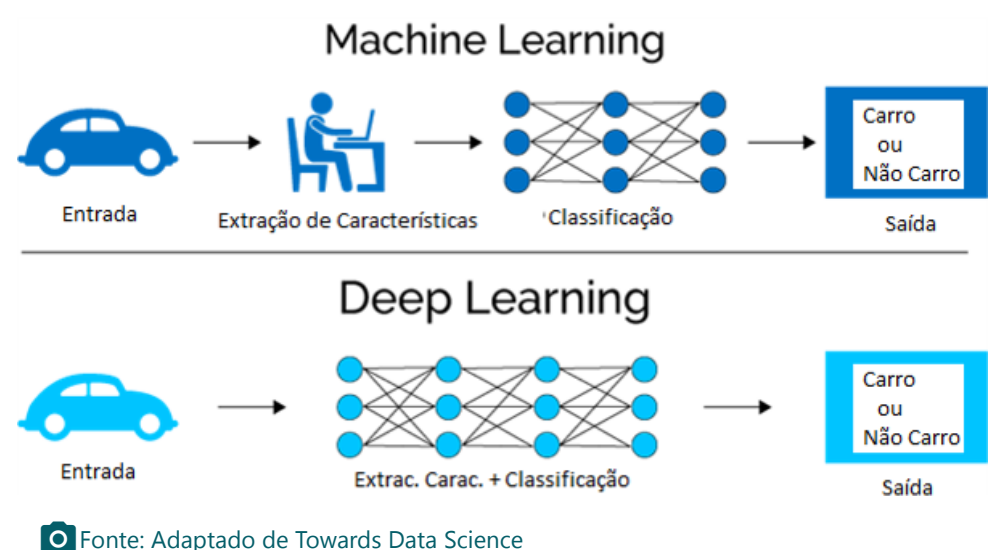 Machine Learning
Entrada
Extração de Característícas
Classificação
Carro
ou
Não Carro
Saída
Deep Learning
Entrada
Extrac. Carac. + Classificação
Carro
ou
Não Carro
Saída
Fonte: Adaptado de Towards Data Science